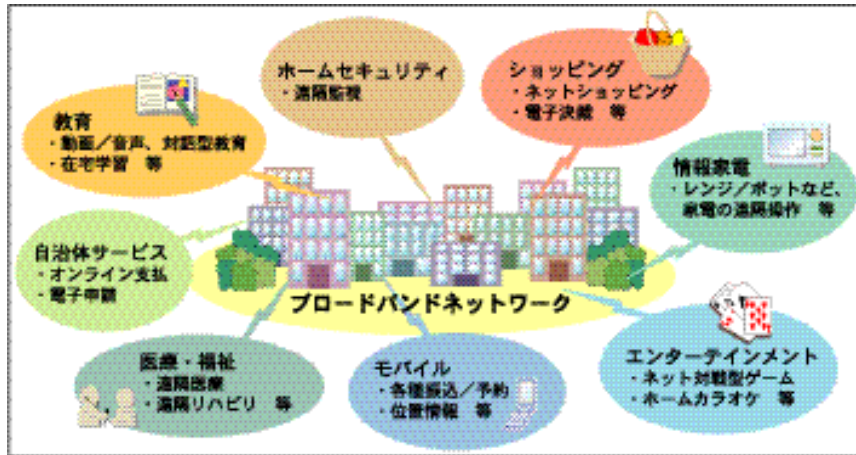 ホームセキュリティ
・遠隔監視
ショッピング
・ネットショッピング
・電子決裁 等
教育
・動画／音声、対話型教育
・在宅学習 等
情報家電
・レンジ／ポットなど、
家電の遠隔操作 等
自治体サービス
・オンライン支払
・電子申請
ブロードバンドネットワーク
医療・福祉
・遠隔医療
・遠隔リハビリ 等
モバイル
・各種振込／予約
・位置情報 等
エンターテインメント
・ネット対戦型ゲーム
・ホームカラオケ 等